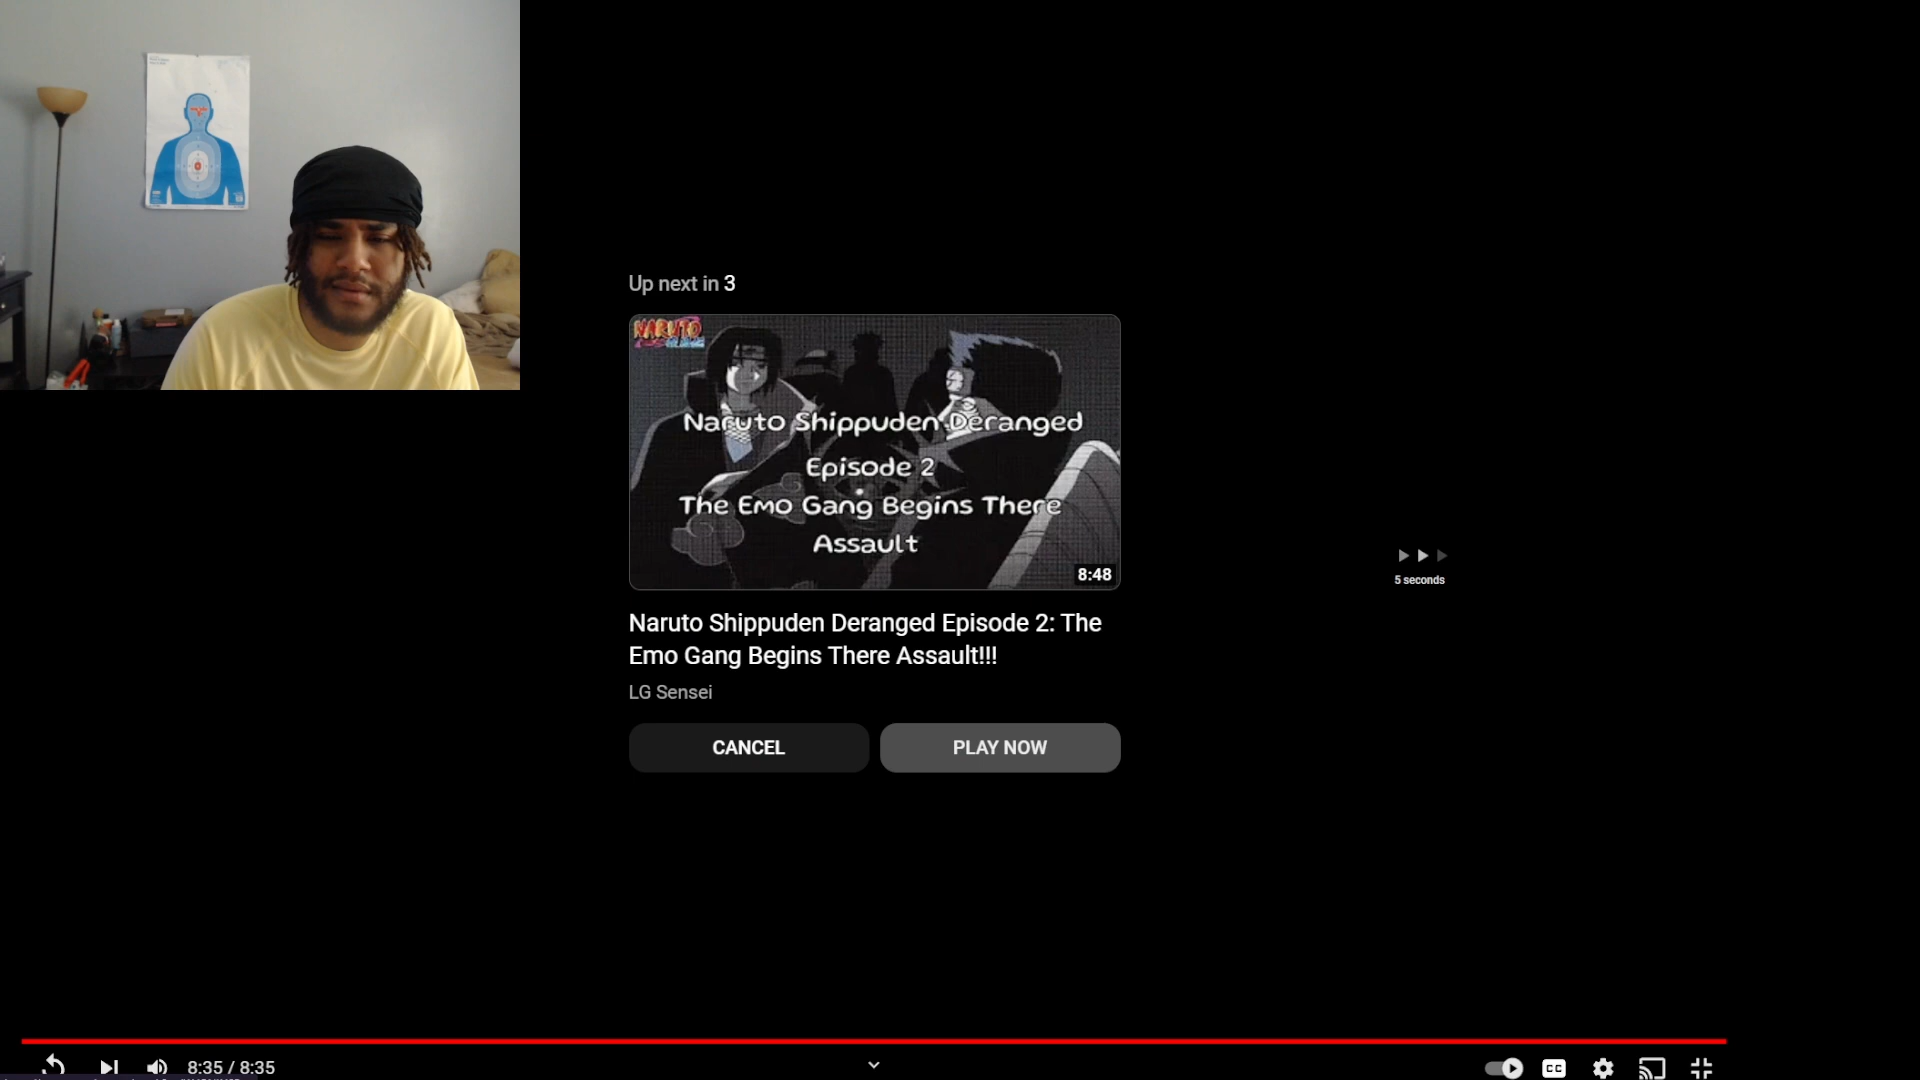 Up next in 3
NARUTO
Naruto Shippuden Deranged
Episode 2
The Emo Gang Begins There
Assault
8:48
Naruto Shippuden Deranged Episode 2: The
Emo Gang Begins There Assault!!!
LG Sensei
CANCEL
PLAY NOW
5 seconds
8:35 / 8:35
CC